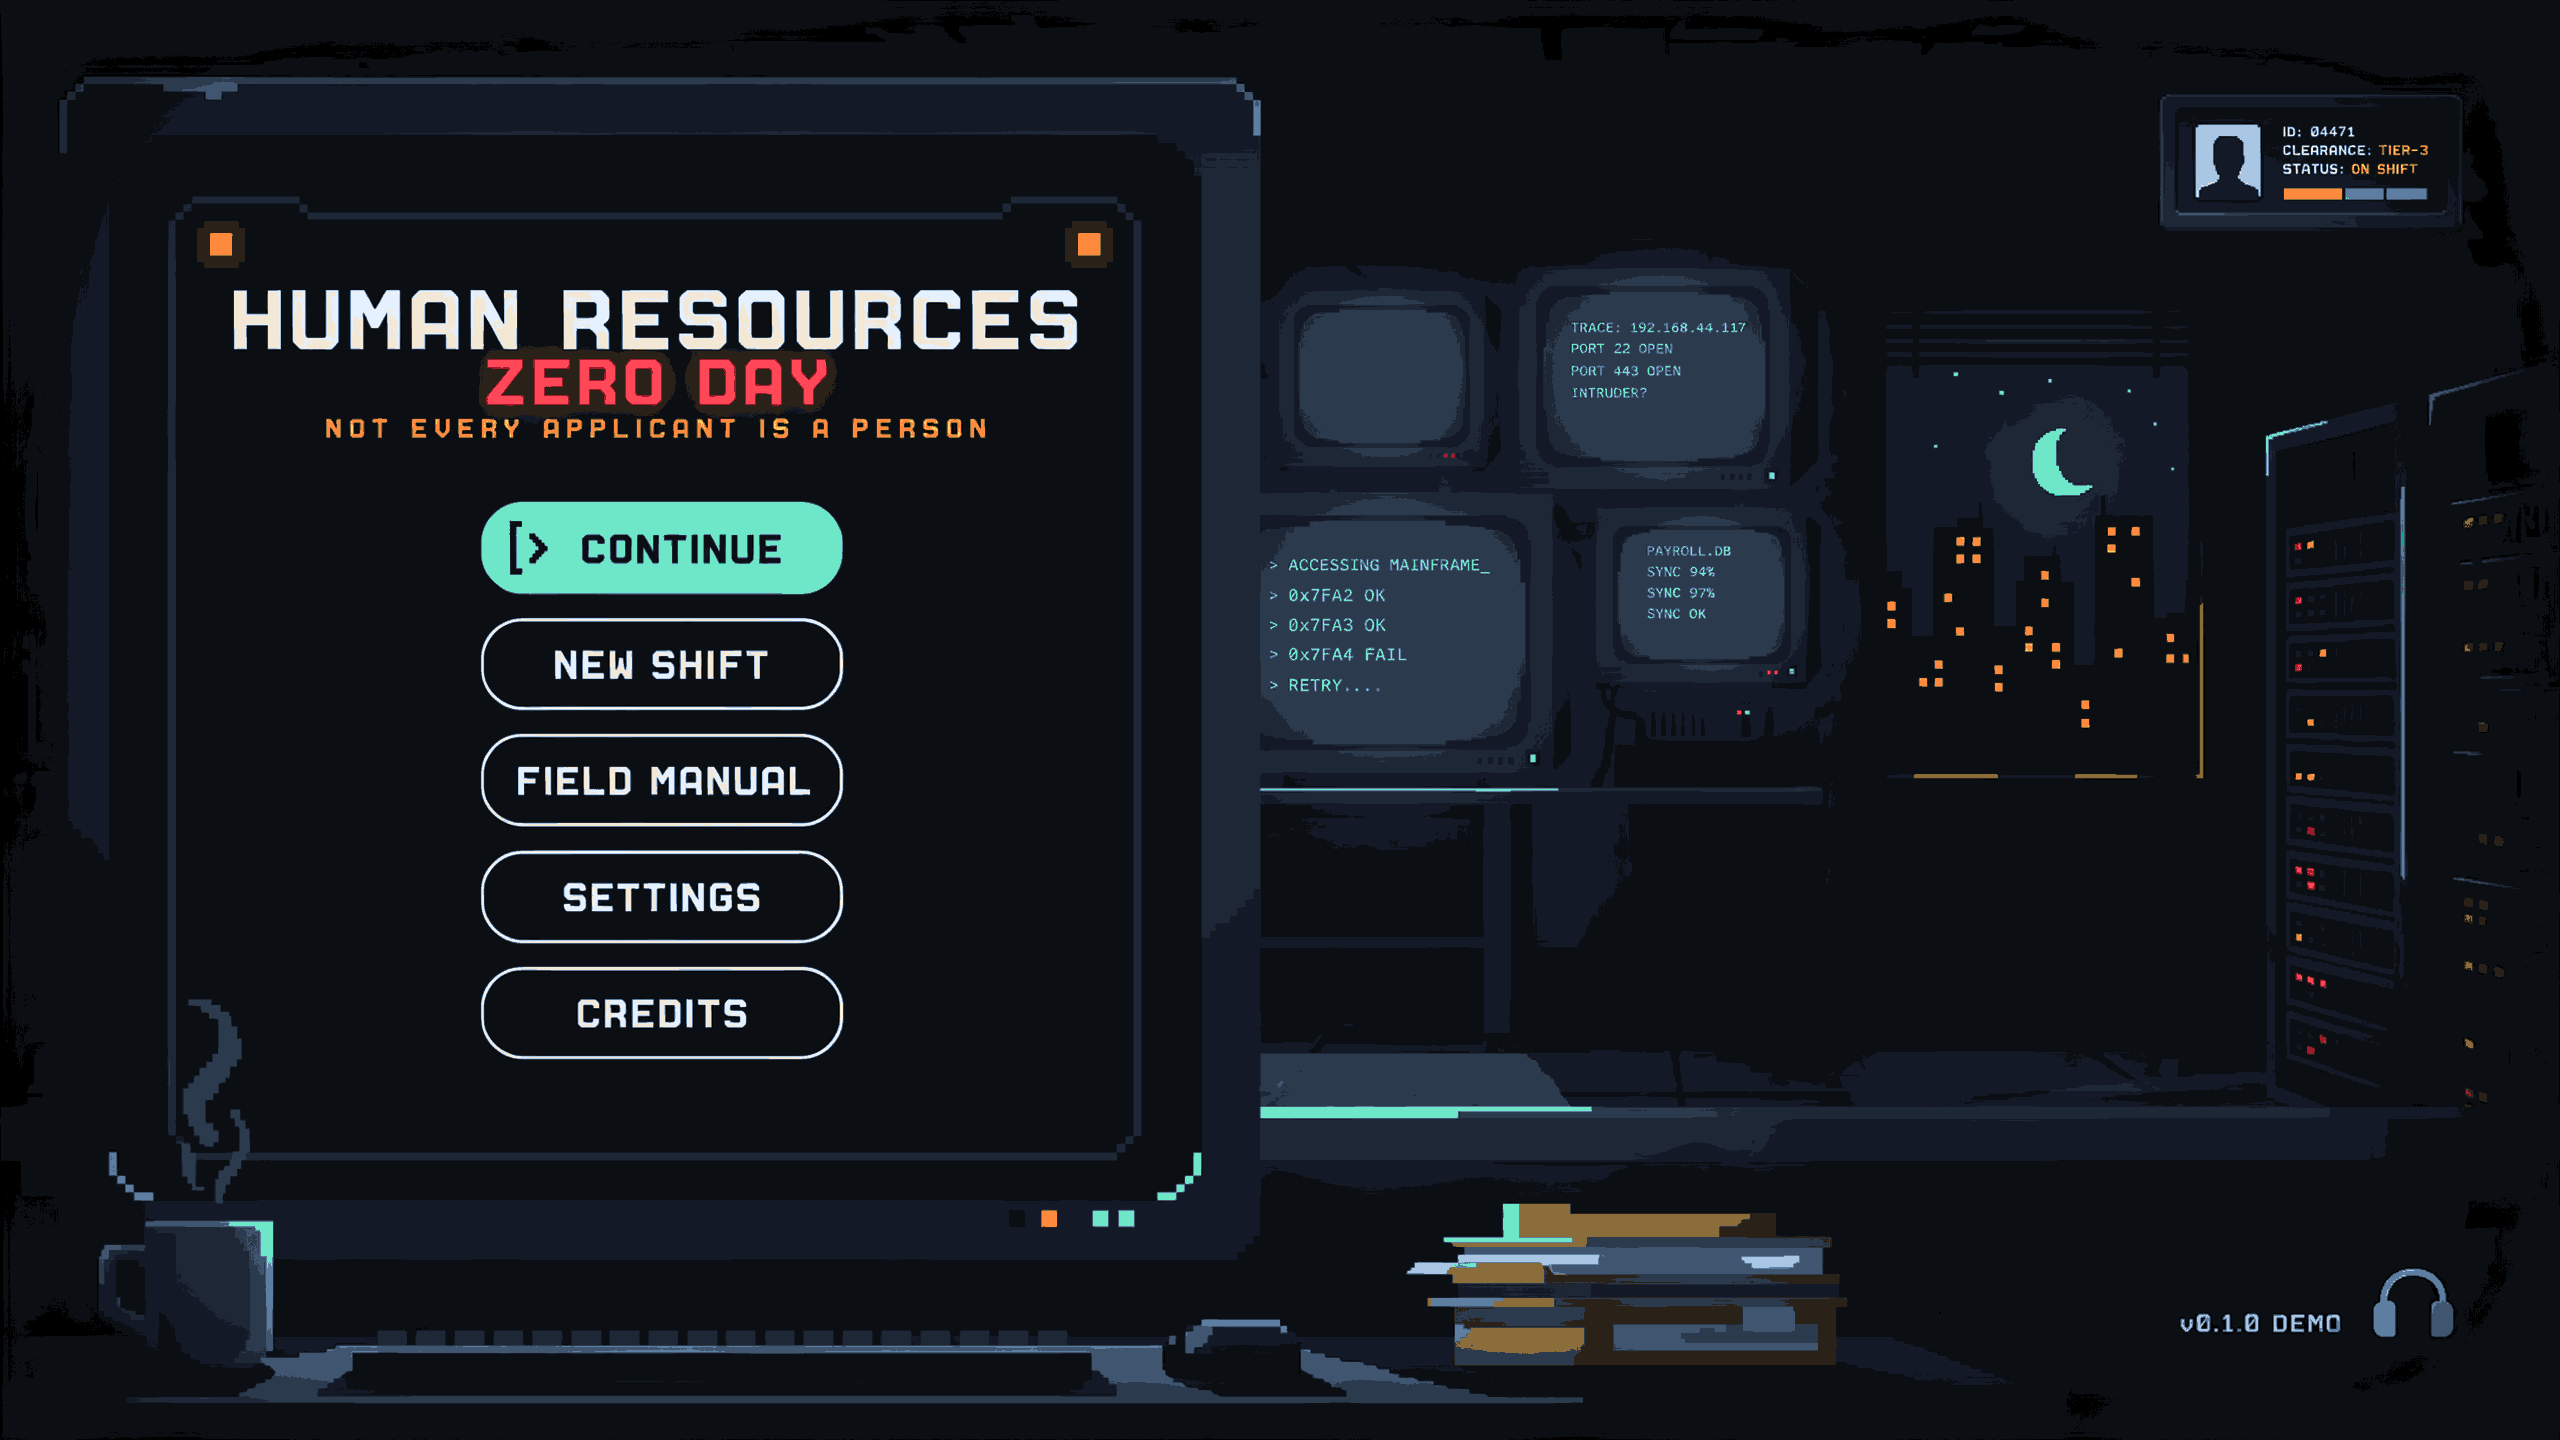 HUMAN RESOURCES
ZERO DAY
NOT EVERY APPLICANT IS A PERSON
[> CONTINUE
NEW SHIFT
FIELD MANUAL
SETTINGS
CREDITS
TRACE: 192.168.44.117
PORT 22 OPEN
PORT 443 OPEN
INTRUDER?
> ACCESSING MAINFRAME_
> 0x7FA2 OK
> 0x7FA3 OK
> 0x7FA4 FAIL
> RETRY....
PAYROLL.DB
SYNC 94%
SYNC 97%
SYNC OK
ID: 04471
CLEARANCE: TIER-3
STATUS: ON SHIFT
v0.1.0 DEMO